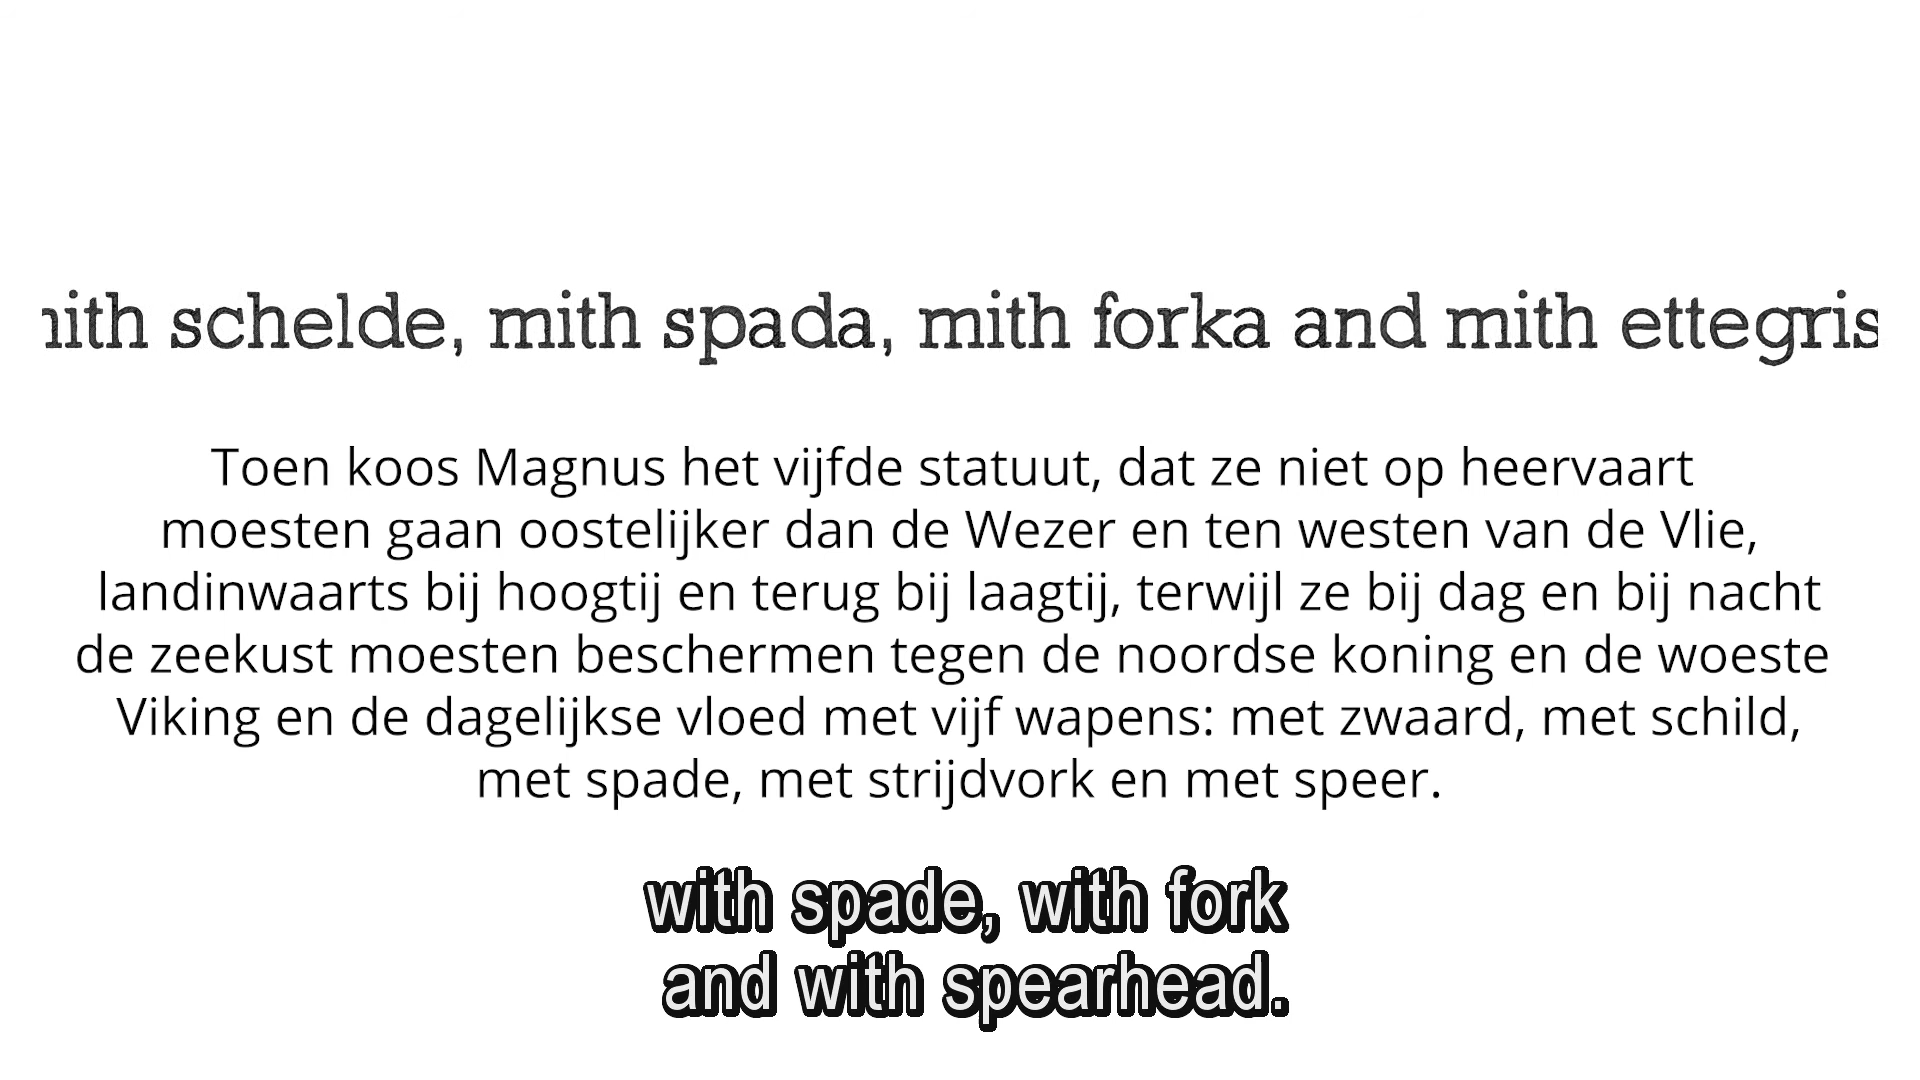 mith schelde, mith spada, mith forka and mith ettegris
Toen koos Magnus het vijfde statuut, dat ze niet op heervaart
moesten gaan oostelijker dan de Wezer en ten westen van de Vlie,
landinwaarts bij hoogtij en terug bij laagtij, terwijl ze bij dag en bij nacht
de zeekust moesten beschermen tegen de noordse koning en de woeste
Viking en de dagelijkse vloed met vijf wapens: met zwaard, met schild,
met spade, met strijdvork en met speer.
with spade, with fork
and with spearhead.